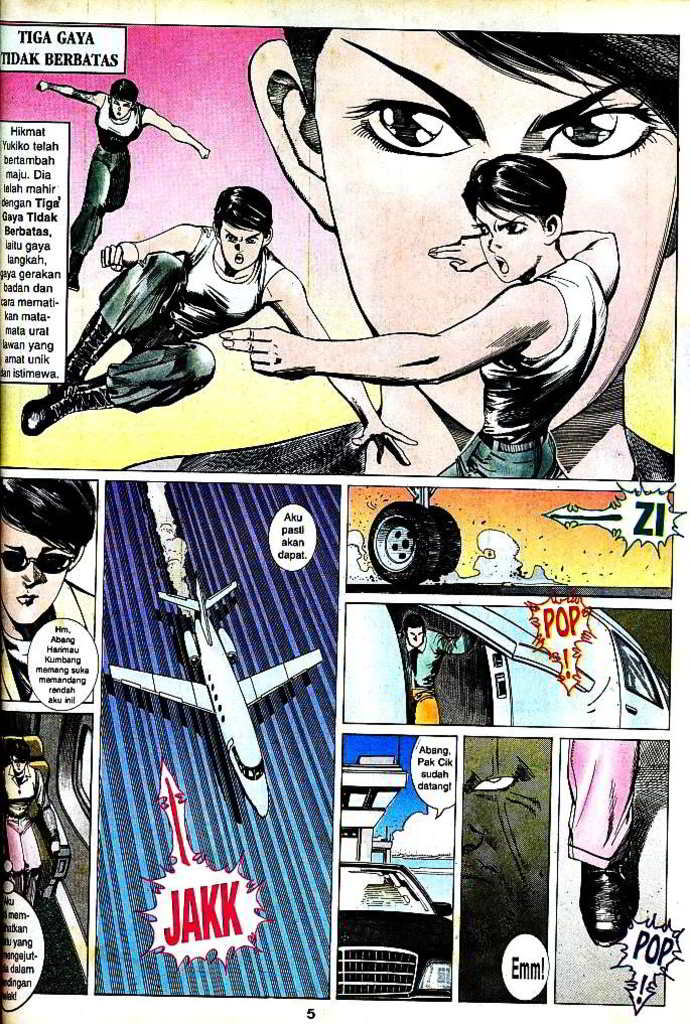 TIGA GAYA
TIDAK BERBATAS
Hikmat
Yukiko telah
bertambah
maju. Dia
telah mahir
dengan Tiga
Gaya Tidak
Berbatas,
iaitu gaya
langkah,
gaya gerakan
badan dan
cara mematikan
mata-
mata urat
lawan yang
amat unik
dan istimewa.
Hm,
Abang
Harimau
Kumbang
memang suka
memandang
rendah
aku ini!
Aku
pasti
akan
dapat.
JAKK
ZI
POP
!
Abang,
Pak Cik
sudah
datang!
Emm!
POP
!
Aku
yang
dalam
5